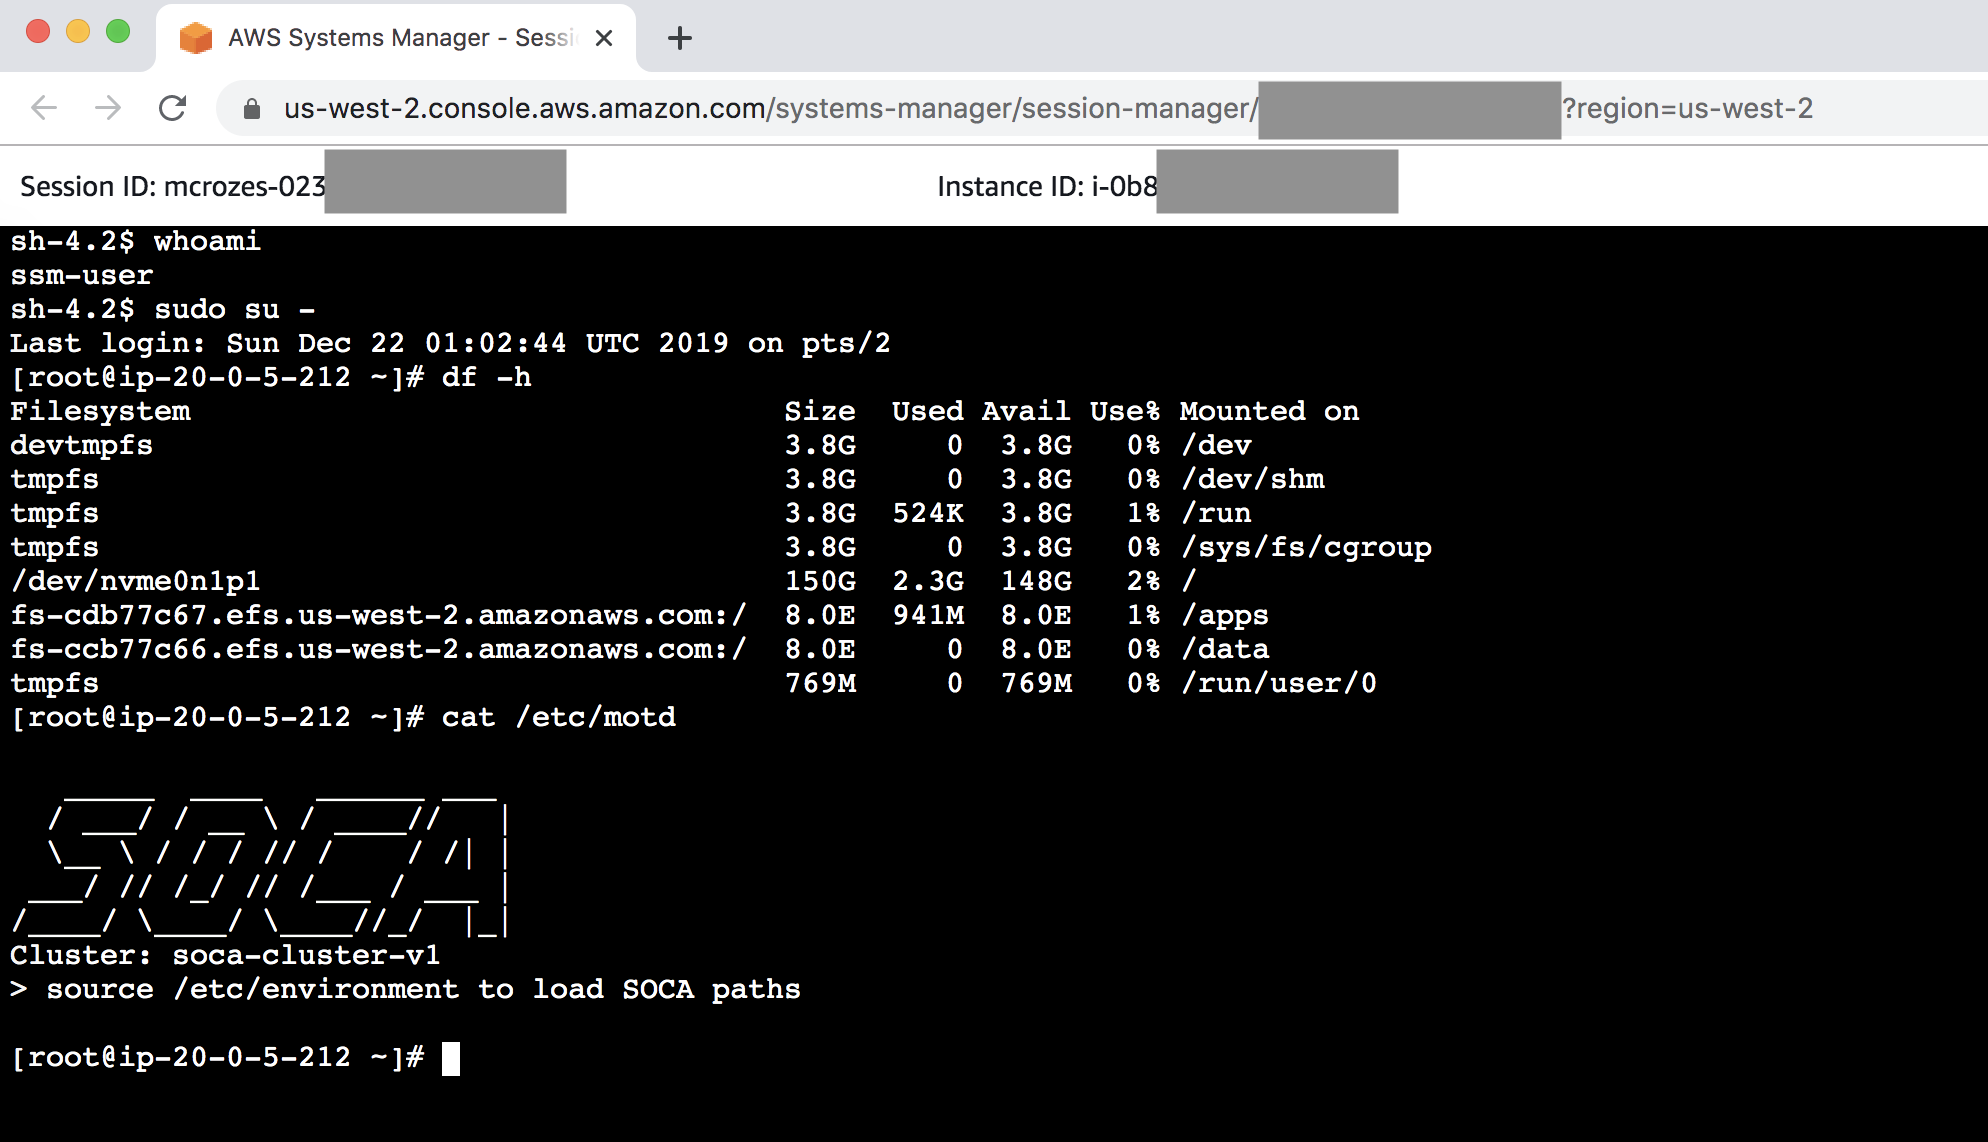 AWS Systems Manager - Sessi
us-west-2.console.aws.amazon.com/systems-manager/session-manager/ ?region=us-west-2
Session ID: mcrozes-023 Instance ID: i-0b8
sh-4.2$ whoami
ssm-user
sh-4.2$ sudo su -
Last login: Sun Dec 22 01:02:44 UTC 2019 on pts/2
[root@ip-20-0-5-212 ~]# df -h
Filesystem                                 Size  Used Avail Use% Mounted on
devtmpfs                                   3.8G     0  3.8G   0% /dev
tmpfs                                      3.8G     0  3.8G   0% /dev/shm
tmpfs                                      3.8G  524K  3.8G   1% /run
tmpfs                                      3.8G     0  3.8G   0% /sys/fs/cgroup
/dev/nvme0n1p1                             150G  2.3G  148G   2% /
fs-cdb77c67.efs.us-west-2.amazonaws.com:/  8.0E  941M  8.0E   1% /apps
fs-ccb77c66.efs.us-west-2.amazonaws.com:/  8.0E     0  8.0E   0% /data
tmpfs                                      769M     0  769M   0% /run/user/0
[root@ip-20-0-5-212 ~]# cat /etc/motd
SOCA
Cluster: soca-cluster-v1
> source /etc/environment to load SOCA paths
[root@ip-20-0-5-212 ~]#